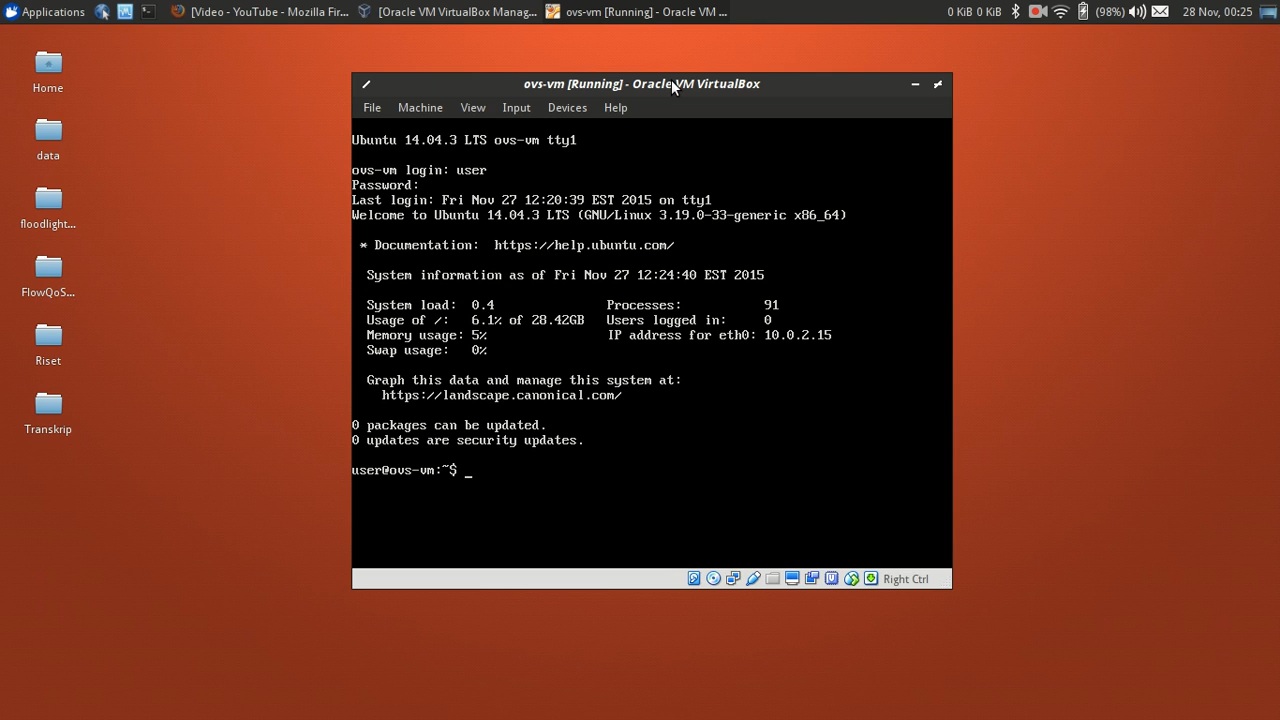 Applications
[Video - YouTube - Mozilla Fir...
[Oracle VM VirtualBox Manag...
ovs-vm [Running] - Oracle VM ...
0 KiB 0 KiB
(98%)
28 Nov, 00:25
Home
data
floodlight...
FlowQoS...
Riset
Transkrip
ovs-vm [Running] - Oracle VM VirtualBox
File Machine View Input Devices Help
Ubuntu 14.04.3 LTS ovs-vm tty1
ovs-vm login: user
Password:
Last login: Fri Nov 27 12:20:39 EST 2015 on tty1
Welcome to Ubuntu 14.04.3 LTS (GNU/Linux 3.19.0-33-generic x86_64)
* Documentation:  https://help.ubuntu.com/
System information as of Fri Nov 27 12:24:40 EST 2015
System load:  0.4 Processes: 91
Usage of /:   6.1% of 28.42GB Users logged in: 0
Memory usage: 5% IP address for eth0: 10.0.2.15
Swap usage:   0%
Graph this data and manage this system at:
https://landscape.canonical.com/
0 packages can be updated.
0 updates are security updates.
user@ovs-vm:~$ _
Right Ctrl